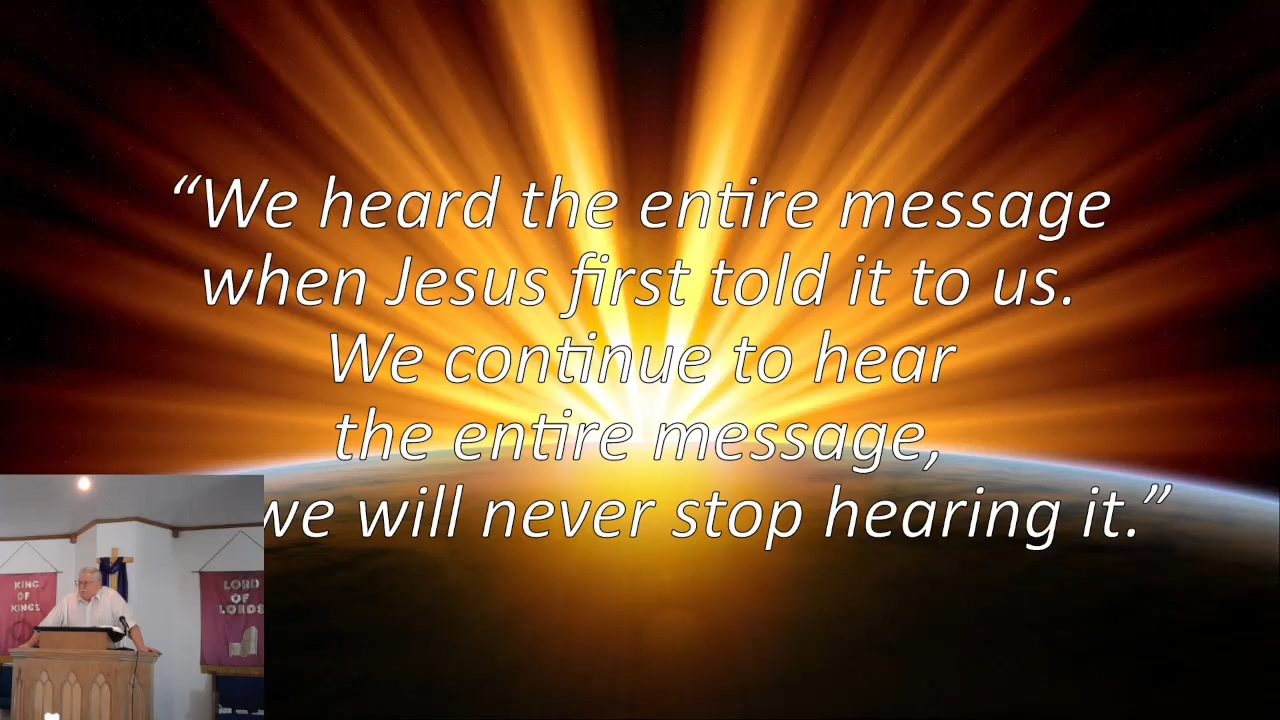 “We heard the entire message
when Jesus first told it to us.
We continue to hear
the entire message,
we will never stop hearing it.”
KING
OF
KINGS
LORD
OF
LORDS